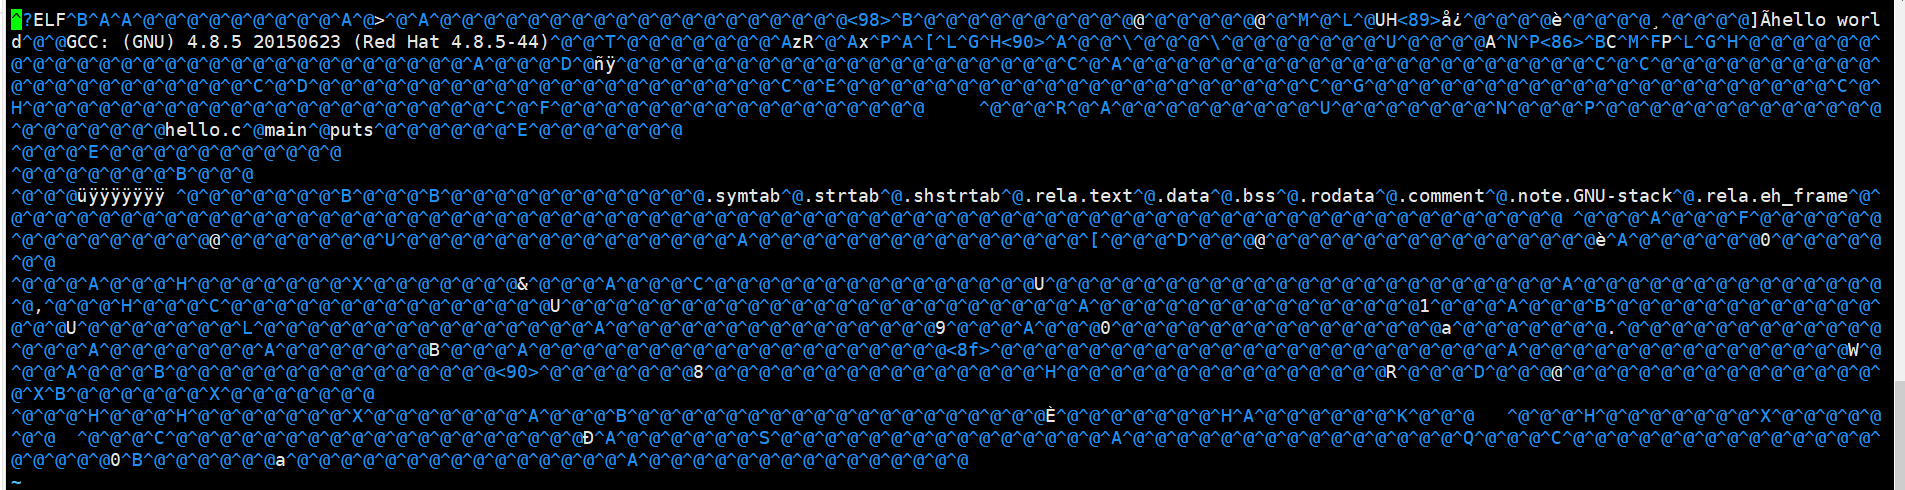 ^?ELF^B^A^A^@^@^@^@^@^@^@^@^@^A^@>^@^A^@^@^@^@^@^@^@^@^@^@^@^@^@^@^@^@^@^@^@<98>^B^@^@^@^@^@^@^@^@^@^@@^@^@^@^@^@@^@^M^@^L^@UH<89>å¿^@^@^@^@è^@^@^@^@¸^@^@^@^@]Ãhello worl
d^@^@GCC: (GNU) 4.8.5 20150623 (Red Hat 4.8.5-44)^@^@^T^@^@^@^@^@^@^@^AzR^@^Ax^P^A^[^L^G^H<90>^A^@^@^\^@^@^@^\^@^@^@^@^@^@^@^U^@^@^@^@A^N^P<86>^BC^M^FP^L^G^H^@^@^@^@^@^@^
@^@^@^@^@^@^@^@^@^@^@^@^@^@^@^@^@^@^@^@^@^A^@^@^@^D^@ñÿ^@^@^@^@^@^@^@^@^@^@^@^@^@^@^@^@^@^@^@^@^C^@^A^@^@^@^@^@^@^@^@^@^@^@^@^@^@^@^@^@^@^@^@^@^C^@^C^@^@^@^@^@^@^@^@^@^@^
@^@^@^@^@^@^@^@^@^@^@^C^@^D^@^@^@^@^@^@^@^@^@^@^@^@^@^@^@^@^@^@^@^@^@^C^@^E^@^@^@^@^@^@^@^@^@^@^@^@^@^@^@^@^@^@^@^@^@^C^@^G^@^@^@^@^@^@^@^@^@^@^@^@^@^@^@^@^@^@^@^@^@^C^@^
H^@^@^@^@^@^@^@^@^@^@^@^@^@^@^@^@^@^@^@^@^@^C^@^F^@^@^@^@^@^@^@^@^@^@^@^@^@^@^@^@^@     ^@^@^@^R^@^A^@^@^@^@^@^@^@^@^@^U^@^@^@^@^@^@^@^N^@^@^@^P^@^@^@^@^@^@^@^@^@^@^@^@^@
^@^@^@^@^@^@^@hello.c^@main^@puts^@^@^@^@^@^@^E^@^@^@^@^@^@^@
^@^@^@^E^@^@^@^@^@^@^@^@^@^@^@
^@^@^@^@^@^@^@^B^@^@^@
^@^@^@üÿÿÿÿÿÿÿ ^@^@^@^@^@^@^@^B^@^@^@^B^@^@^@^@^@^@^@^@^@^@^@^@.symtab^@.strtab^@.shstrtab^@.rela.text^@.data^@.bss^@.rodata^@.comment^@.note.GNU-stack^@.rela.eh_frame^@^
@^@^@^@^@^@^@^@^@^@^@^@^@^@^@^@^@^@^@^@^@^@^@^@^@^@^@^@^@^@^@^@^@^@^@^@^@^@^@^@^@^@^@^@^@^@^@^@^@^@^@^@^@^@^@^@^@^@^@^@^@^@^@^@^@^@^@^@^@^@^@ ^@^@^@^A^@^@^@^F^@^@^@^@^@^@
^@^@^@^@^@^@^@^@^@@^@^@^@^@^@^@^@^U^@^@^@^@^@^@^@^@^@^@^@^@^@^@^@^A^@^@^@^@^@^@^@^@^@^@^@^@^@^@^@^[^@^@^@^D^@^@^@@^@^@^@^@^@^@^@^@^@^@^@^@^@^@^@è^A^@^@^@^@^@^@0^@^@^@^@^@
^@^@
^@^@^@^A^@^@^@^H^@^@^@^@^@^@^@^X^@^@^@^@^@^@^@&^@^@^@^A^@^@^@^C^@^@^@^@^@^@^@^@^@^@^@^@^@^@^@U^@^@^@^@^@^@^@^@^@^@^@^@^@^@^@^@^@^@^@^@^@^@^@^A^@^@^@^@^@^@^@^@^@^@^@^@^@^@
^@,^@^@^@^H^@^@^@^C^@^@^@^@^@^@^@^@^@^@^@^@^@^@^@U^@^@^@^@^@^@^@^@^@^@^@^@^@^@^@^@^@^@^@^@^@^@^@^A^@^@^@^@^@^@^@^@^@^@^@^@^@^@^@1^@^@^@^A^@^@^@^B^@^@^@^@^@^@^@^@^@^@^@^@^
@^@^@U^@^@^@^@^@^@^@^L^@^@^@^@^@^@^@^@^@^@^@^@^@^@^@^A^@^@^@^@^@^@^@^@^@^@^@^@^@^@^@9^@^@^@^A^@^@^@0^@^@^@^@^@^@^@^@^@^@^@^@^@^@^@a^@^@^@^@^@^@^@.^@^@^@^@^@^@^@^@^@^@^@^@
^@^@^@^A^@^@^@^@^@^@^@^A^@^@^@^@^@^@^@B^@^@^@^A^@^@^@^@^@^@^@^@^@^@^@^@^@^@^@^@^@^@^@<8f>^@^@^@^@^@^@^@^@^@^@^@^@^@^@^@^@^@^@^@^@^@^@^@^A^@^@^@^@^@^@^@^@^@^@^@^@^@^@^@W^@
^@^@^A^@^@^@^B^@^@^@^@^@^@^@^@^@^@^@^@^@^@^@<90>^@^@^@^@^@^@^@8^@^@^@^@^@^@^@^@^@^@^@^@^@^@^@^H^@^@^@^@^@^@^@^@^@^@^@^@^@^@^@R^@^@^@^D^@^@^@@^@^@^@^@^@^@^@^@^@^@^@^@^@^@^
@^X^B^@^@^@^@^@^@^X^@^@^@^@^@^@^@
^@^@^@^H^@^@^@^H^@^@^@^@^@^@^@^X^@^@^@^@^@^@^@^A^@^@^@^B^@^@^@^@^@^@^@^@^@^@^@^@^@^@^@^@^@^@^@È^@^@^@^@^@^@^@^H^A^@^@^@^@^@^@^K^@^@^@   ^@^@^@^H^@^@^@^@^@^@^@^X^@^@^@^@^@
^@^@  ^@^@^@^C^@^@^@^@^@^@^@^@^@^@^@^@^@^@^@^@^@^@^@Ð^A^@^@^@^@^@^@^S^@^@^@^@^@^@^@^@^@^@^@^@^@^@^@^A^@^@^@^@^@^@^@^@^@^@^@^@^@^@^@^Q^@^@^@^C^@^@^@^@^@^@^@^@^@^@^@^@^@^@^
@^@^@^@^@0^B^@^@^@^@^@^@a^@^@^@^@^@^@^@^@^@^@^@^@^@^@^@^A^@^@^@^@^@^@^@^@^@^@^@^@^@^@^@
~